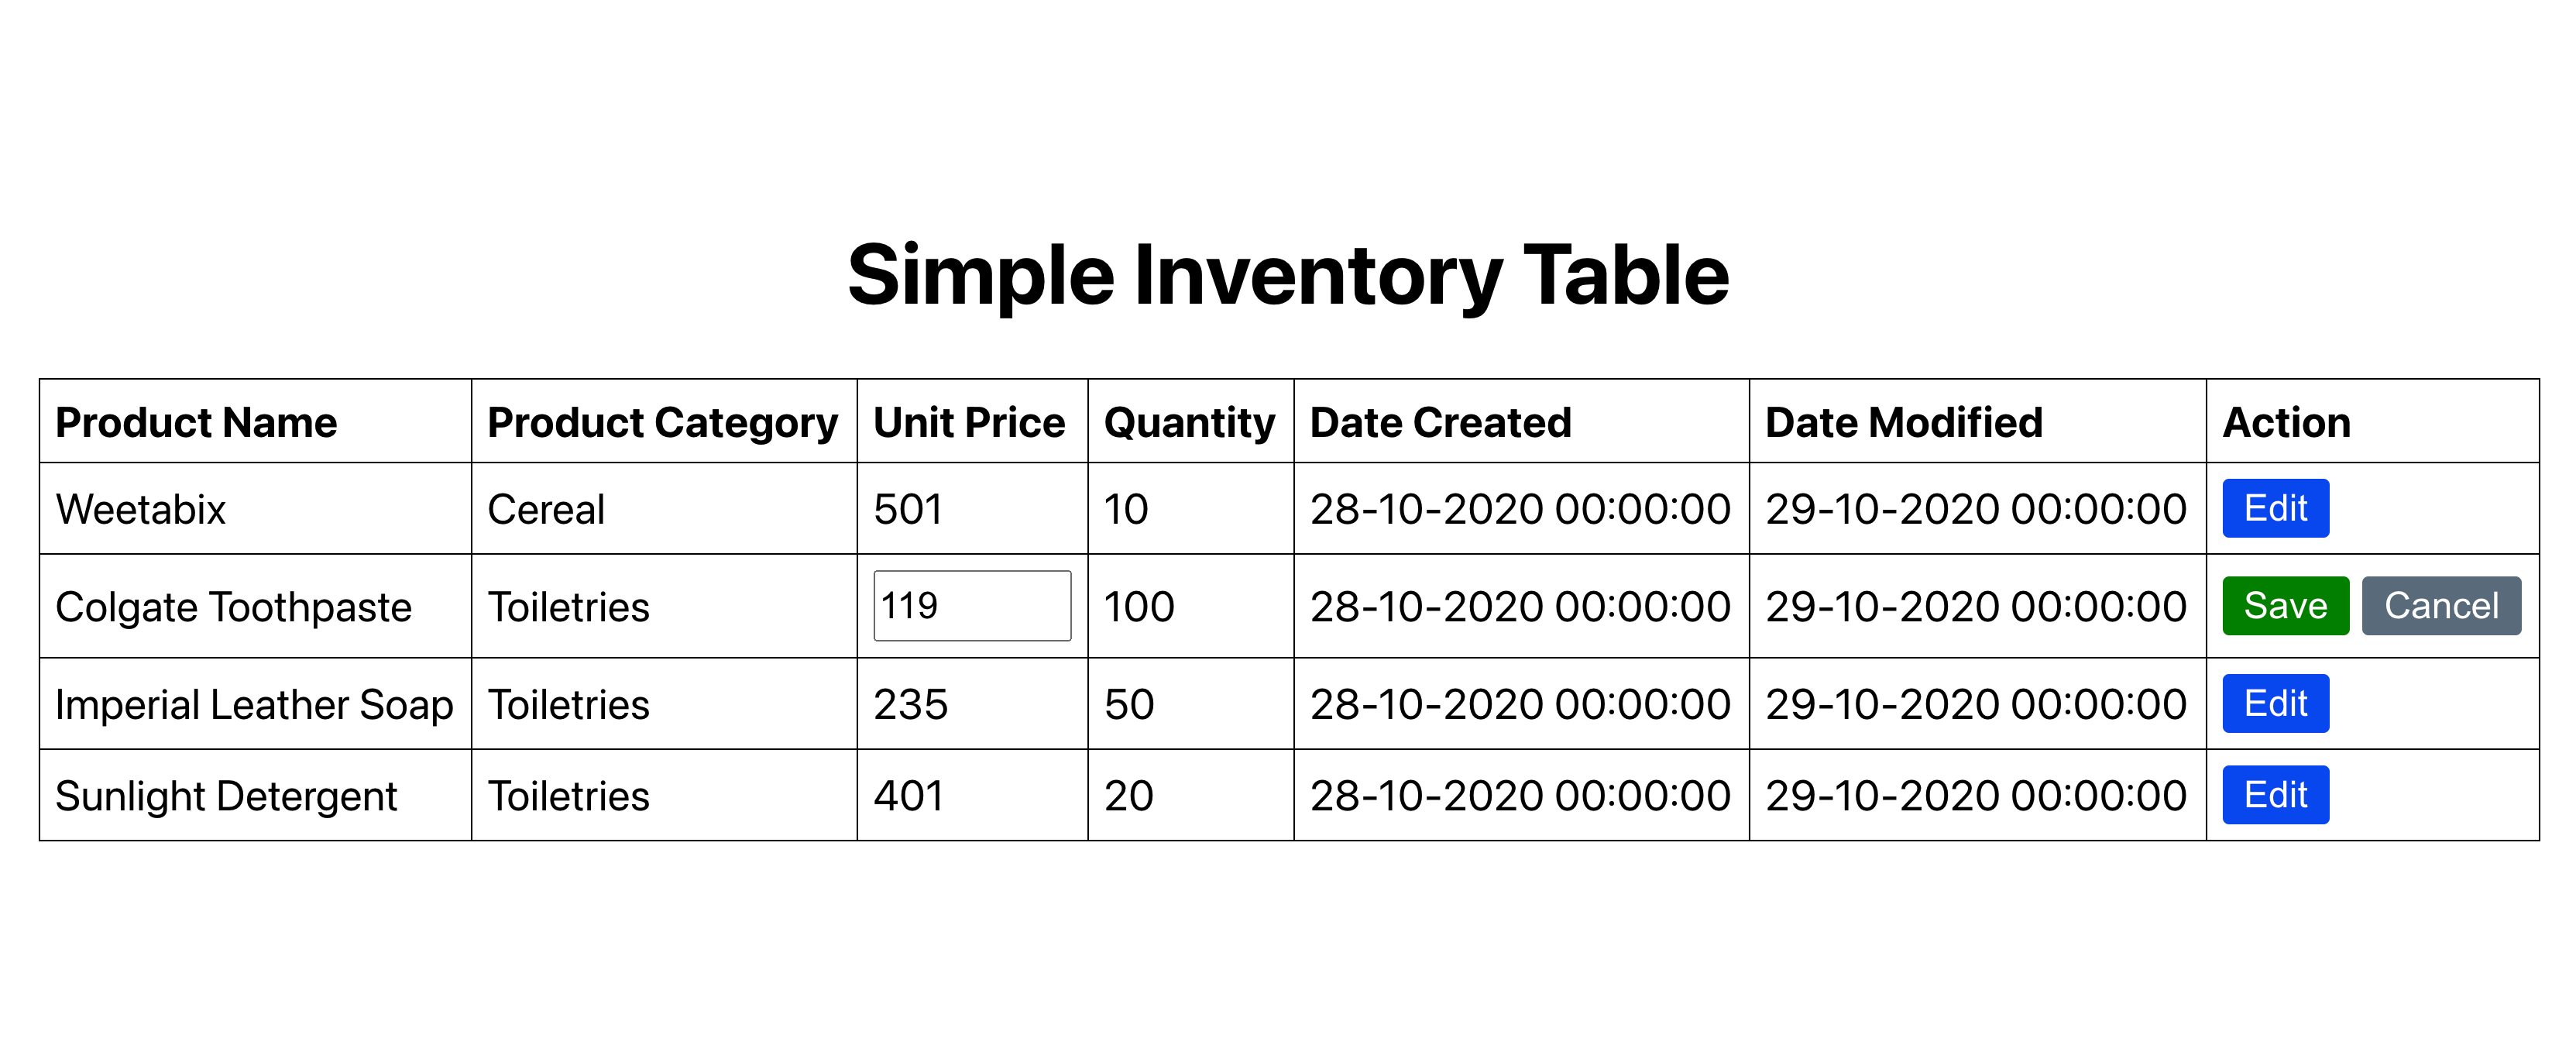 Simple Inventory Table
Product Name Product Category Unit Price Quantity Date Created Date Modified Action
Weetabix Cereal 501 10 28-10-2020 00:00:00 29-10-2020 00:00:00 Edit
Colgate Toothpaste Toiletries 119 100 28-10-2020 00:00:00 29-10-2020 00:00:00 Save Cancel
Imperial Leather Soap Toiletries 235 50 28-10-2020 00:00:00 29-10-2020 00:00:00 Edit
Sunlight Detergent Toiletries 401 20 28-10-2020 00:00:00 29-10-2020 00:00:00 Edit